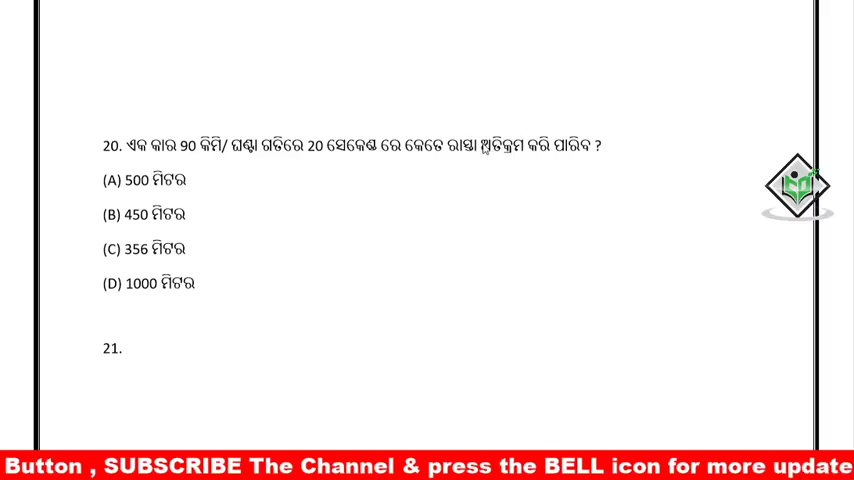 20. ଏକ କାର 90 କିମି/ ଘଣ୍ଟା ଗତିରେ 20 ସେକେଣ୍ଡ ରେ କେତେ ରାସ୍ତା ଅତିକ୍ରମ କରି ପାରିବ ?
(A) 500 ମିଟର
(B) 450 ମିଟର
(C) 356 ମିଟର
(D) 1000 ମିଟର
21.
Button , SUBSCRIBE The Channel & press the BELL icon for more update